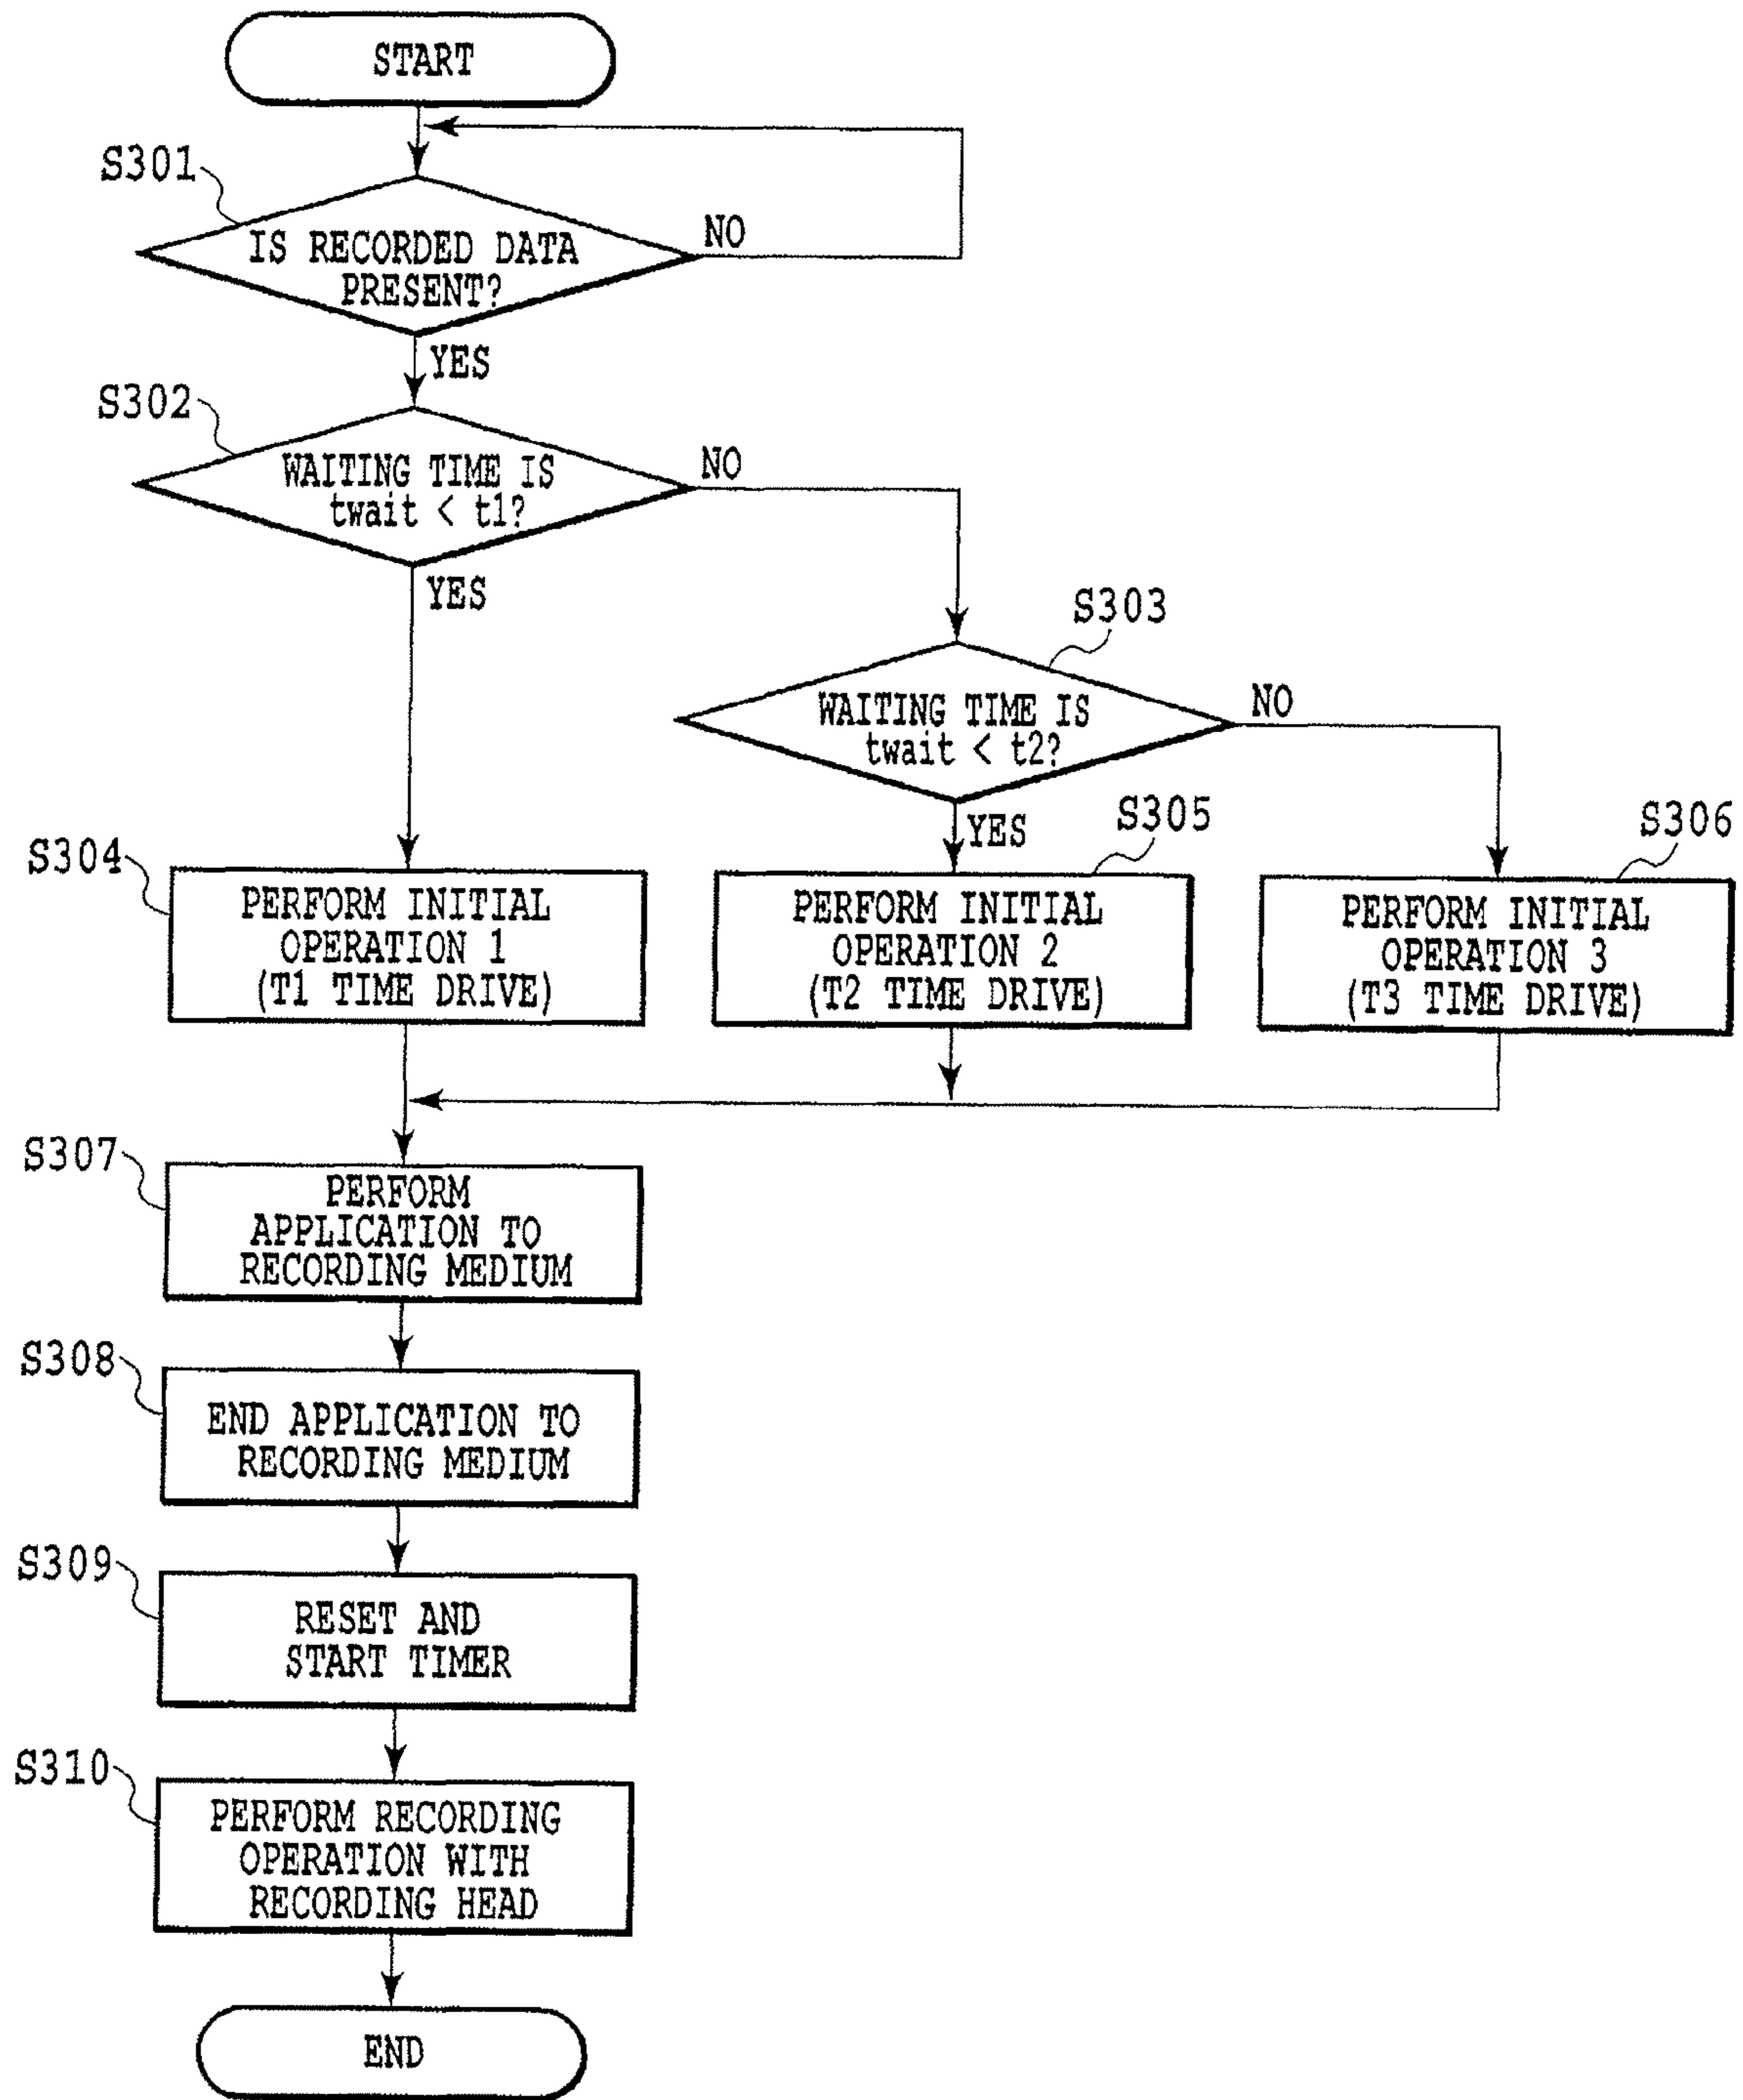 START
S301
IS RECORDED DATA
PRESENT?
NO
YES
S302
WAITING TIME IS
twait < t1?
NO
YES
S303
WAITING TIME IS
twait < t2?
NO
YES
S304
PERFORM INITIAL
OPERATION 1
(T1 TIME DRIVE)
S305
PERFORM INITIAL
OPERATION 2
(T2 TIME DRIVE)
S306
PERFORM INITIAL
OPERATION 3
(T3 TIME DRIVE)
S307
PERFORM
APPLICATION TO
RECORDING MEDIUM
S308
END APPLICATION TO
RECORDING MEDIUM
S309
RESET AND
START TIMER
S310
PERFORM RECORDING
OPERATION WITH
RECORDING HEAD
END